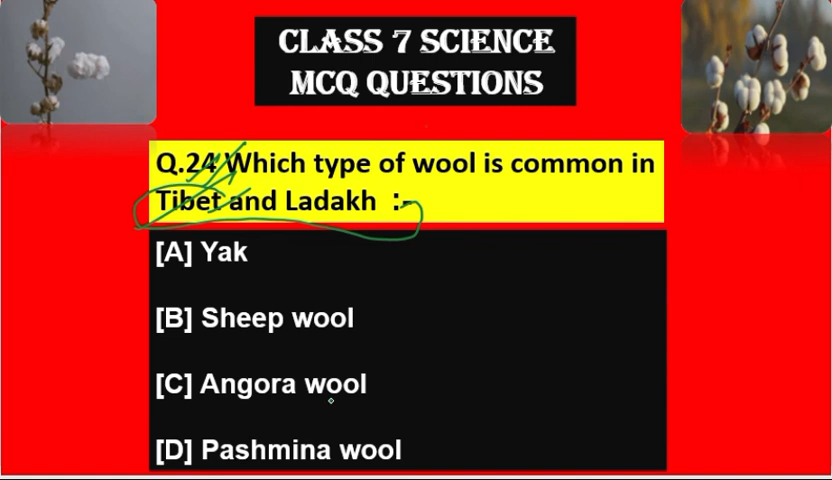 CLASS 7 SCIENCE
MCQ QUESTIONS
Q.24 Which type of wool is common in
Tibet and Ladakh :-
[A] Yak
[B] Sheep wool
[C] Angora wool
[D] Pashmina wool